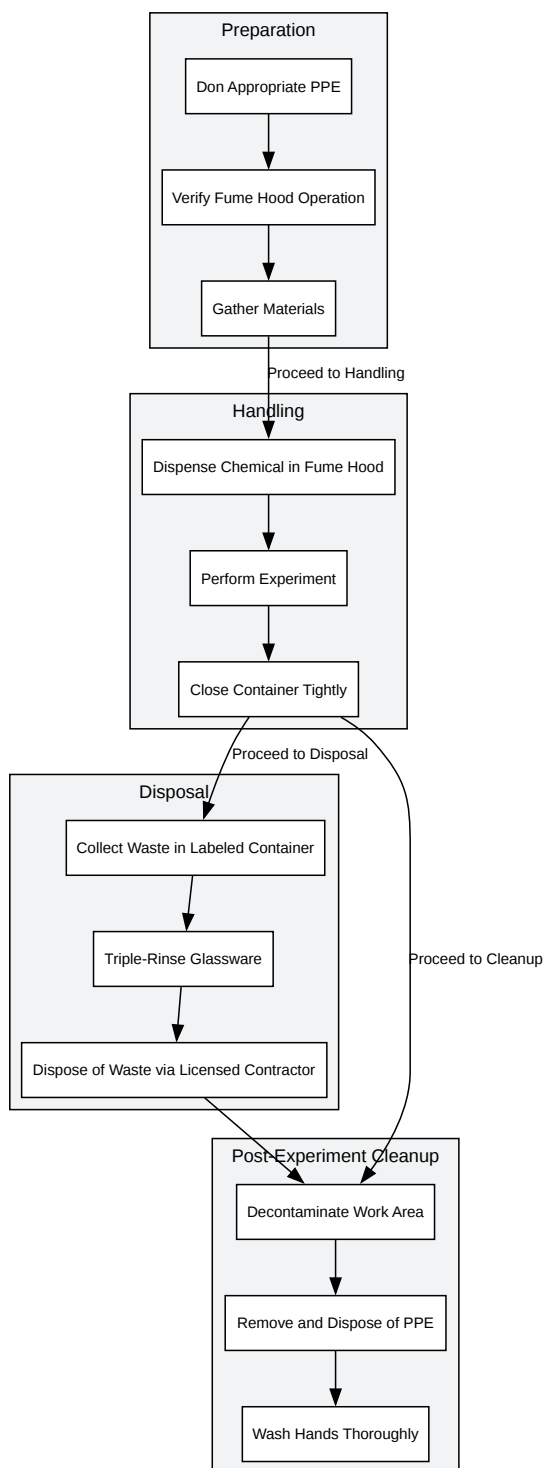 Preparation
Don Appropriate PPE
Verify Fume Hood Operation
Gather Materials
Proceed to Handling
Handling
Dispense Chemical in Fume Hood
Perform Experiment
Close Container Tightly
Proceed to Disposal
Disposal
Collect Waste in Labeled Container
Triple-Rinse Glassware
Proceed to Cleanup
Dispose of Waste via Licensed Contractor
Post-Experiment Cleanup
Decontaminate Work Area
Remove and Dispose of PPE
Wash Hands Thoroughly